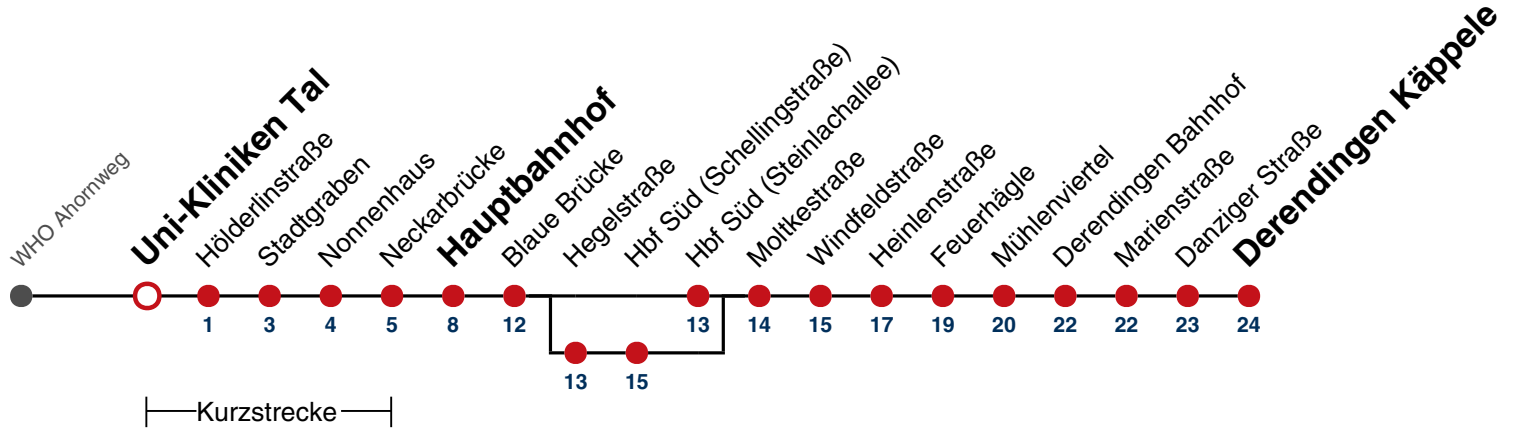 WHO Ahornweg
Uni-Kliniken Tal
Hölderlinstraße
Stadtgraben
Nonnenhaus
Neckarbrücke
Hauptbahnhof
Blaue Brücke
Hegelstraße
Hbf Süd (Schellingstraße)
Hbf Süd (Steinlachallee)
Moltkestraße
Windfeldstraße
Heinlenstraße
Feuerhägle
Mühlenviertel
Derendingen Bahnhof
Marienstraße
Danziger Straße
Derendingen Käppele
1 3 4 5 8 12 13 14 15 17 19 20 22 22 23 24
13 15
Kurzstrecke